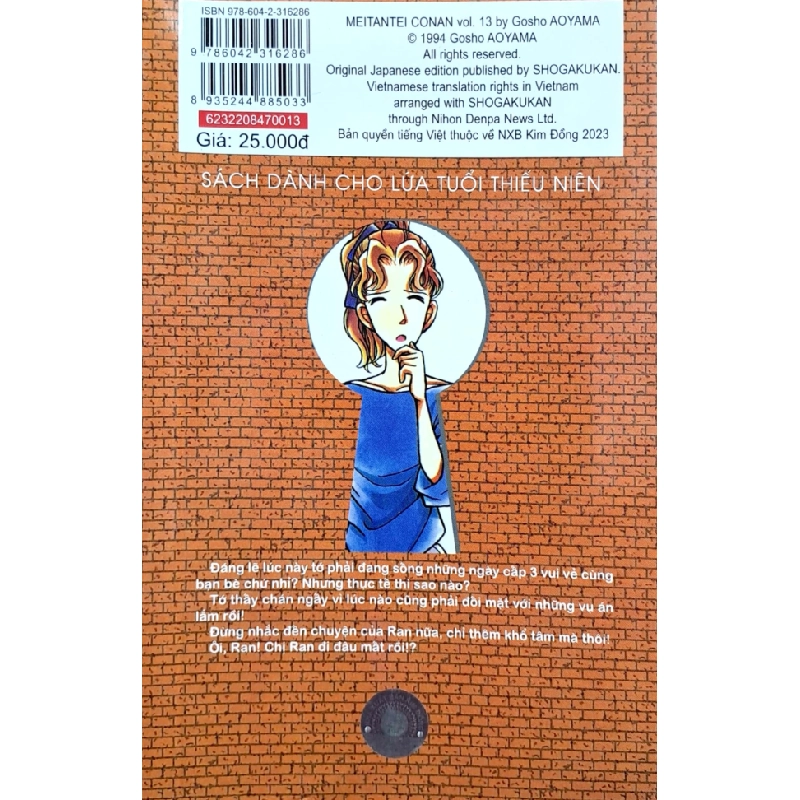 ISBN 978-604-2-316286
9 786042 316286
8 935244 885033
6232208470013
Giá: 25.000đ
MEITANTEI CONAN vol. 13 by Gosho AOYAMA
© 1994 Gosho AOYAMA
All rights reserved.
Original Japanese edition published by SHOGAKUKAN.
Vietnamese translation rights in Vietnam
arranged with SHOGAKUKAN
through Nihon Denpa News Ltd.
Bản quyền tiếng Việt thuộc về NXB Kim Đồng 2023
SÁCH DÀNH CHO LỨA TUỔI THIẾU NIÊN
Đáng lẽ lúc này tớ phải đang sống những ngày cấp 3 vui vẻ cùng
bạn bè chứ nhỉ? Nhưng thực tế thì sao nào?
Tớ thấy chán ngấy vì lúc nào cũng phải đối mặt với những vụ án
lắm rồi!
Đừng nhắc đến chuyện của Ran nữa, chỉ thêm khổ tâm mà thôi!
Ôi, Ran! Chị Ran đi đâu mất rồi!?